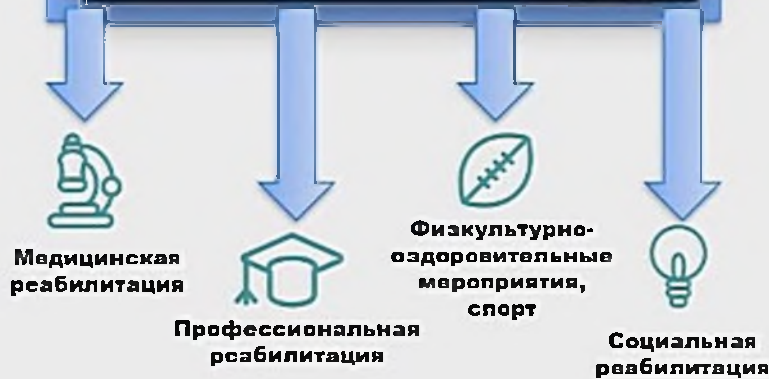 Медицинская
реабилитация
Профессиональная
реабилитация
Физкультурно-
оздоровительные
мероприятия,
спорт
Социальная
реабилитация